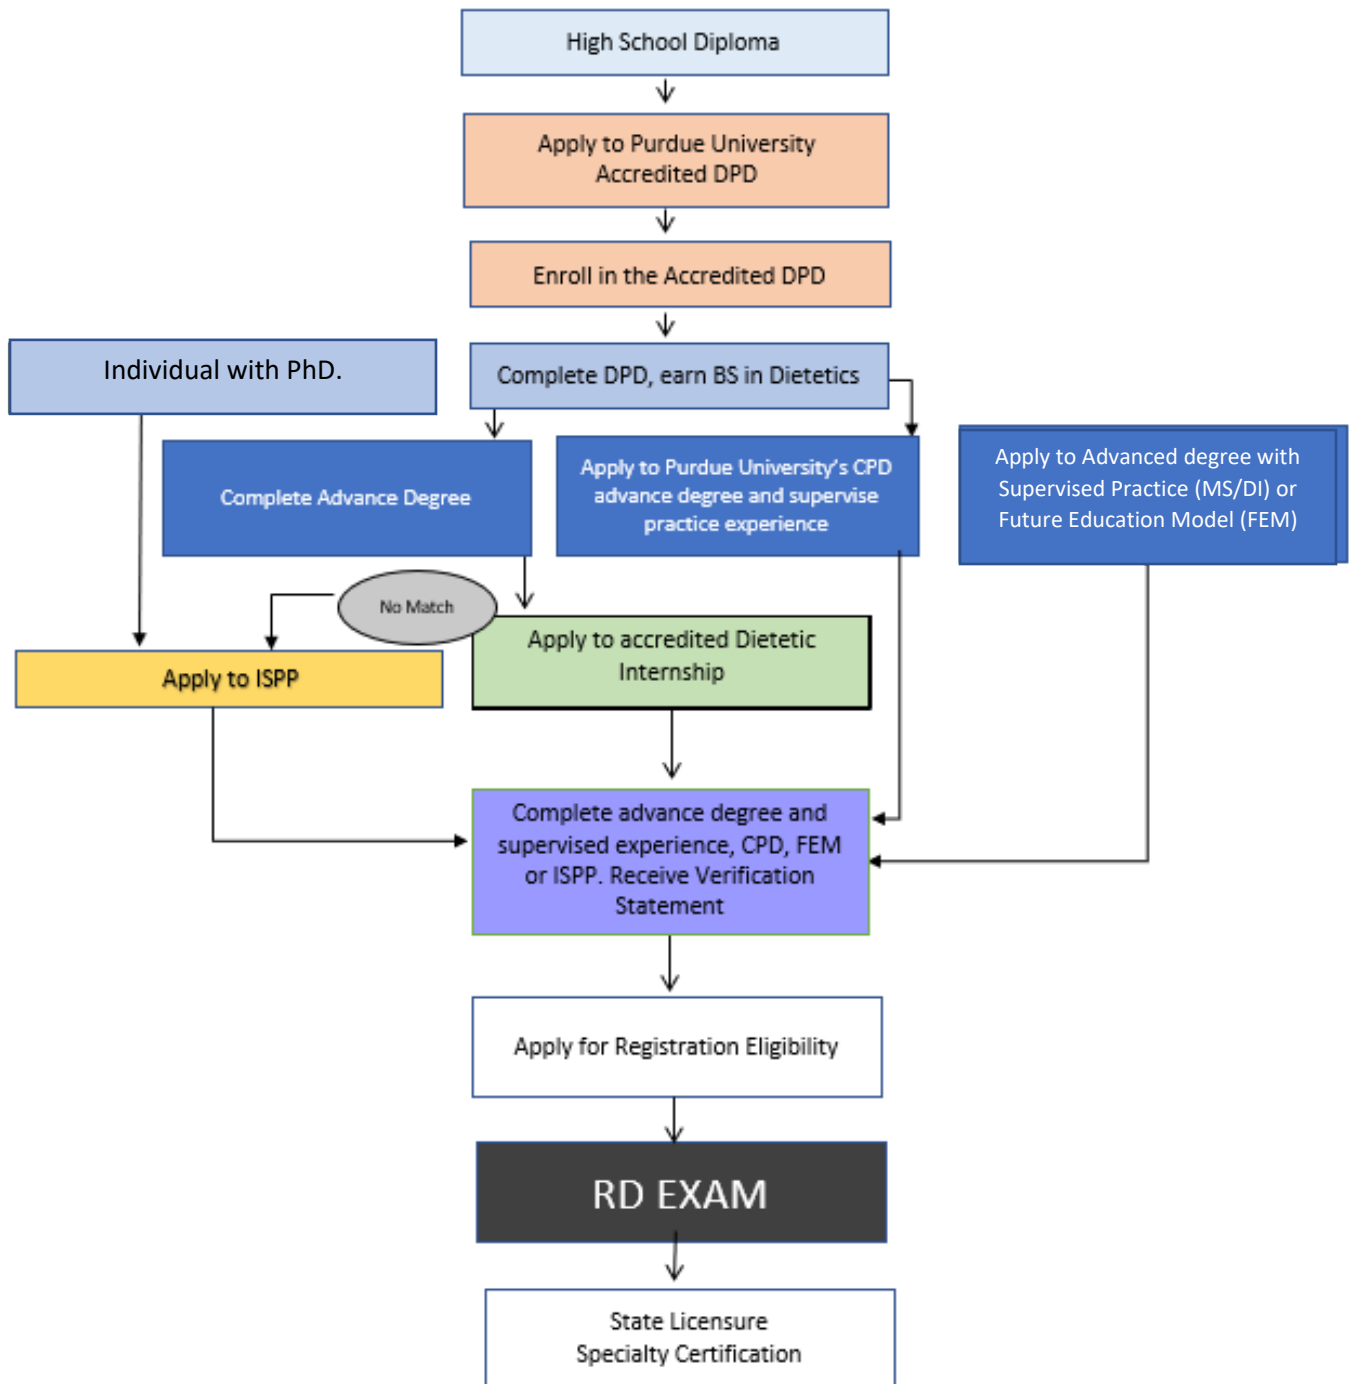 High School Diploma
Apply to Purdue University
Accredited DPD
Enroll in the Accredited DPD
Individual with PhD.
Complete DPD, earn BS in Dietetics
Complete Advance Degree
Apply to Purdue University's CPD
advance degree and supervise
practice experience
Apply to Advanced degree with
Supervised Practice (MS/DI) or
Future Education Model (FEM)
No Match
Apply to ISPP
Apply to accredited Dietetic
Internship
Complete advance degree and
supervised experience, CPD, FEM
or ISPP. Receive Verification
Statement
Apply for Registration Eligibility
RD EXAM
State Licensure
Specialty Certification